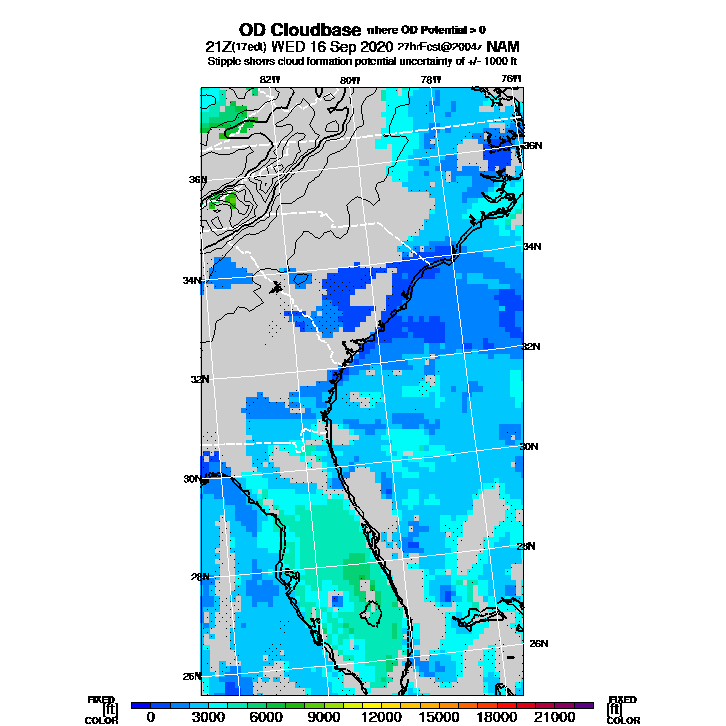 OD Cloudbase where OD Potential > 0
21Z(17edt) WED 16 Sep 2020 27hrFcst@2004z NAM
Stipple shows cloud formation potential uncertainty of +/- 1000 ft
82W 80W 78W 76W
36N
36N
34N
34N
32N
32N
30N
30N
28N
28N
26N
26N
FIXED FIXED
[ft] [ft]
COLOR 0 3000 6000 9000 12000 15000 18000 21000 COLOR